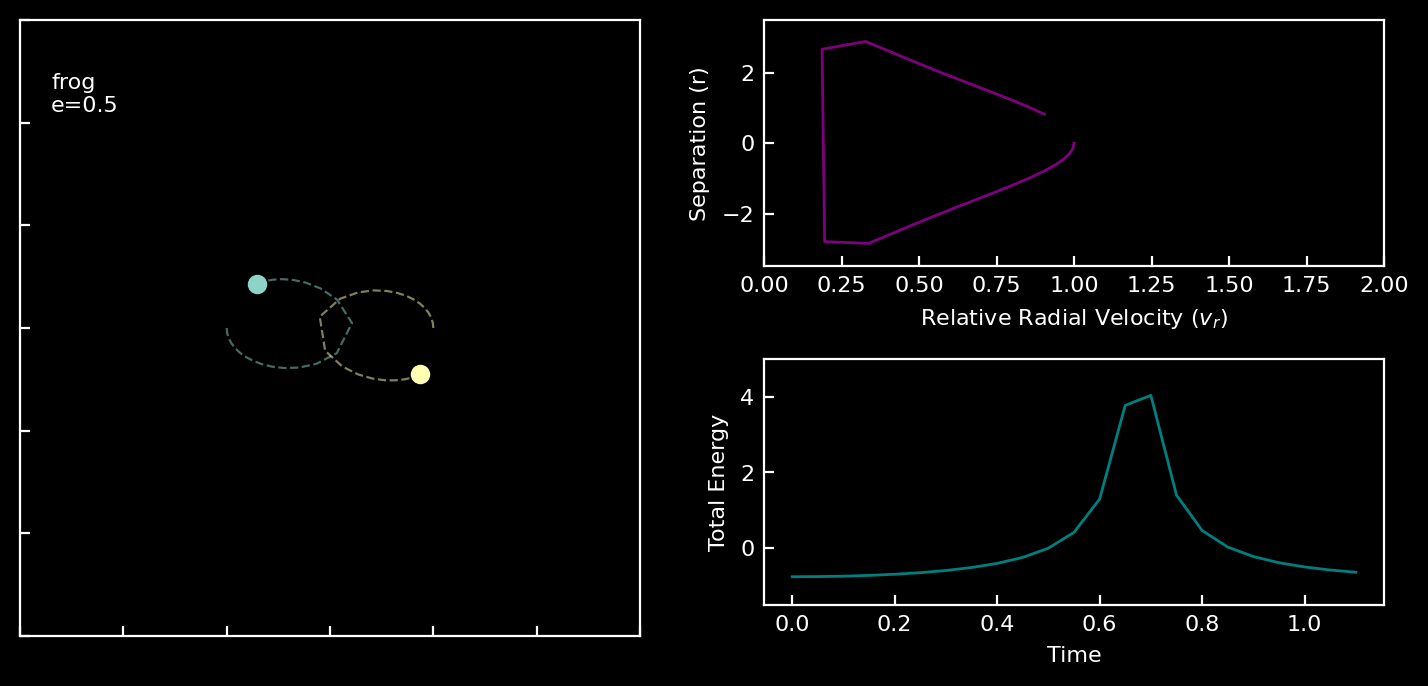 frog
e=0.5
Separation (r)
2
0
−2
0.00 0.25 0.50 0.75 1.00 1.25 1.50 1.75 2.00
Relative Radial Velocity (vᵣ)
Total Energy
4
2
0
0.0 0.2 0.4 0.6 0.8 1.0
Time